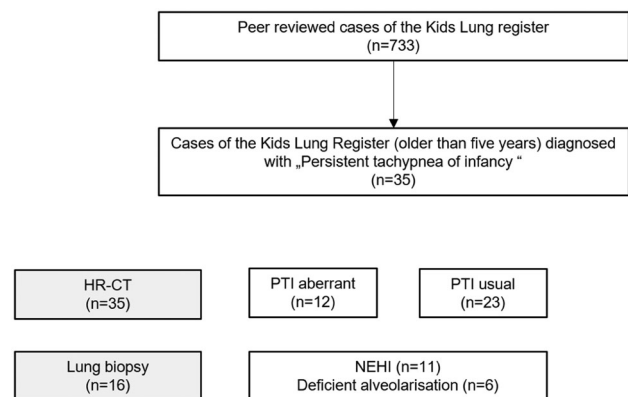 Peer reviewed cases of the Kids Lung register
(n=733)
Cases of the Kids Lung Register (older than five years) diagnosed
with „Persistent tachypnea of infancy “
(n=35)
HR-CT
(n=35)
PTI aberrant
(n=12)
PTI usual
(n=23)
Lung biopsy
(n=16)
NEHI (n=11)
Deficient alveolarisation (n=6)